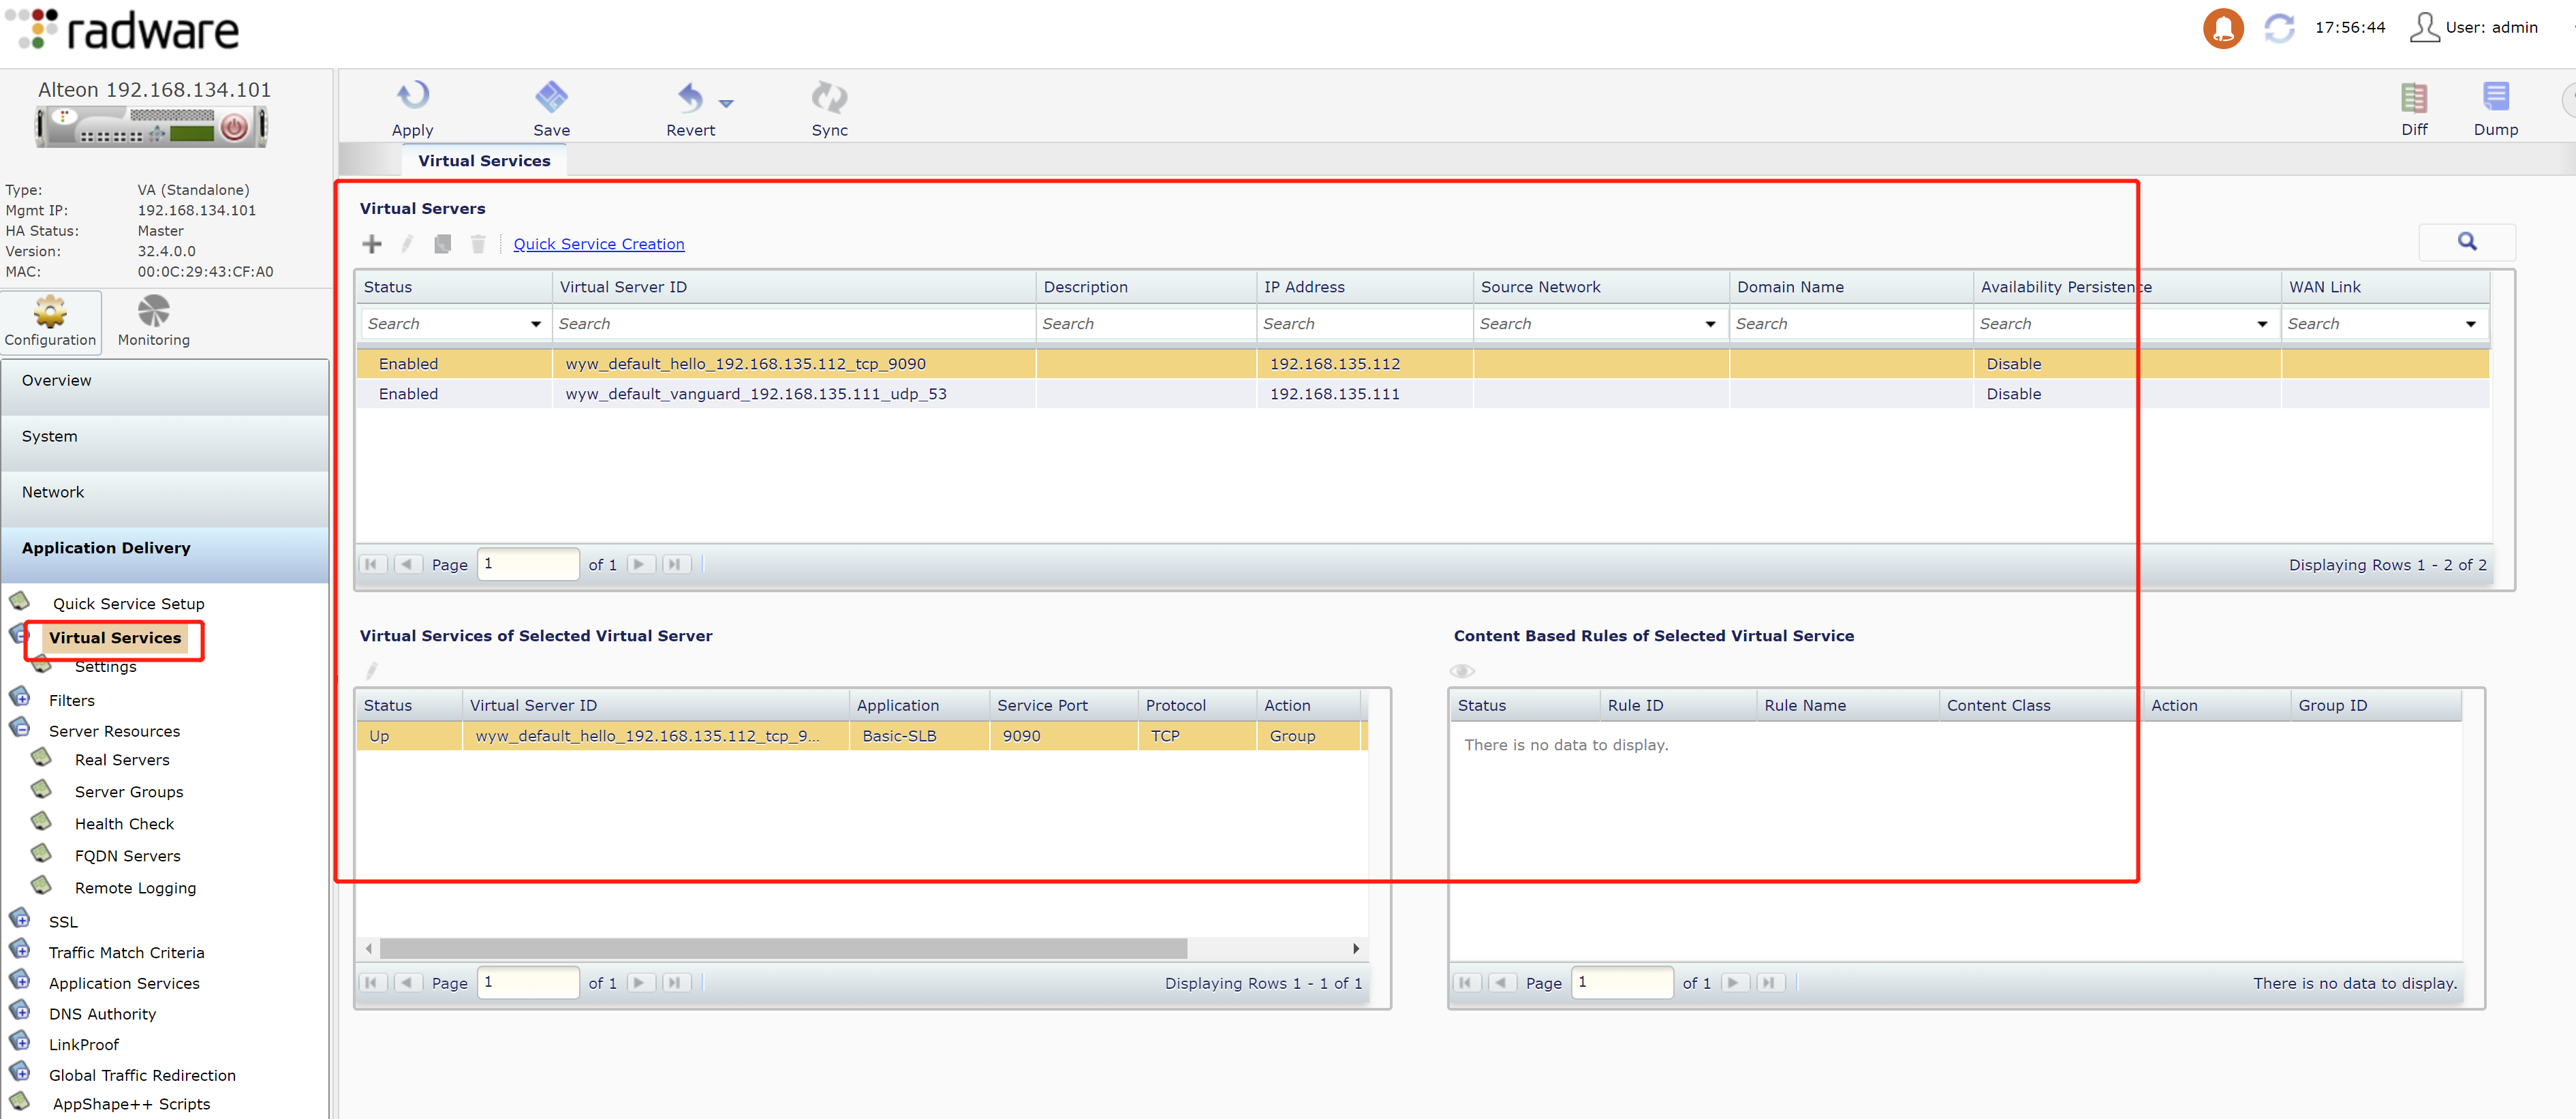 radware
17:56:44
User: admin
Alteon 192.168.134.101
Apply
Save
Revert
Sync
Diff
Dump
Virtual Services
Type: VA (Standalone)
Mgmt IP: 192.168.134.101
HA Status: Master
Version: 32.4.0.0
MAC: 00:0C:29:43:CF:A0
Configuration
Monitoring
Overview
System
Network
Application Delivery
Quick Service Setup
Virtual Services
Settings
Filters
Server Resources
Real Servers
Server Groups
Health Check
FQDN Servers
Remote Logging
SSL
Traffic Match Criteria
Application Services
DNS Authority
LinkProof
Global Traffic Redirection
AppShape++ Scripts
Virtual Servers
Quick Service Creation
Status Virtual Server ID Description IP Address Source Network Domain Name Availability Persistence WAN Link
Search Search Search Search Search Search Search Search
Enabled wyw_default_hello_192.168.135.112_tcp_9090 192.168.135.112 Disable
Enabled wyw_default_vanguard_192.168.135.111_udp_53 192.168.135.111 Disable
Page 1 of 1 Displaying Rows 1 - 2 of 2
Virtual Services of Selected Virtual Server
Status Virtual Server ID Application Service Port Protocol Action
Up wyw_default_hello_192.168.135.112_tcp_9... Basic-SLB 9090 TCP Group
Page 1 of 1 Displaying Rows 1 - 1 of 1
Content Based Rules of Selected Virtual Service
Status Rule ID Rule Name Content Class Action Group ID
There is no data to display.
Page 1 of 1 There is no data to display.